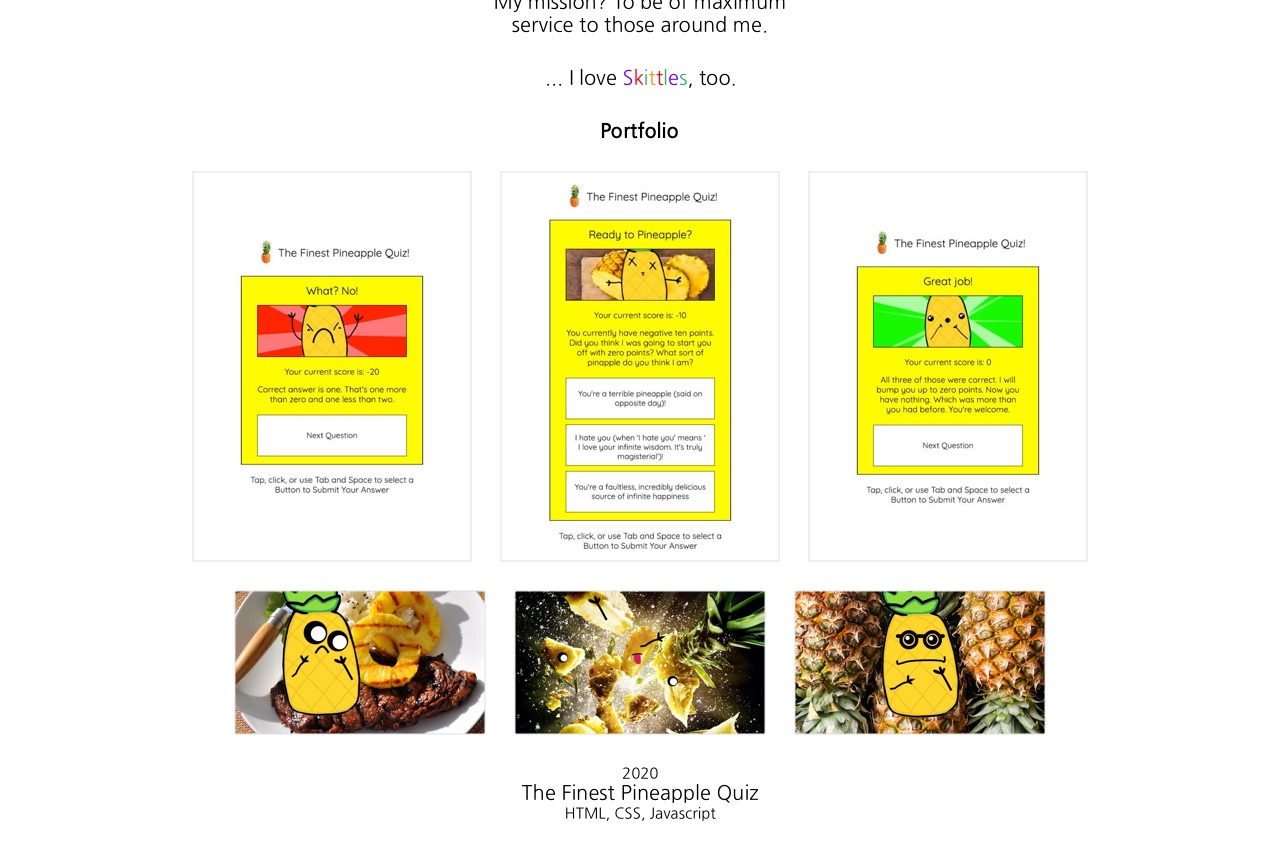 My mission? To be of maximum
service to those around me.
... I love Skittles, too.
Portfolio
The Finest Pineapple Quiz!
What? No!
Your current score is: -20
Correct answer is one. That's one more
than zero and one less than two.
Next Question
Tap, click, or use Tab and Space to select a
Button to Submit Your Answer
The Finest Pineapple Quiz!
Ready to Pineapple?
Your current score is: -10
You currently have negative ten points.
Did you think I was going to start you
off with zero points? What sort of
pinapple do you think I am?
You're a terrible pineapple (said on
opposite day)!
I hate you (when 'I hate you' means '
I love your infinite wisdom. It's truly
magisterial')!
You're a faultless, incredibly delicious
source of infinite happiness
Tap, click, or use Tab and Space to select a
Button to Submit Your Answer
The Finest Pineapple Quiz!
Great job!
Your current score is: 0
All three of those were correct. I will
bump you up to zero points. Now you
have nothing. Which was more than
you had before. You're welcome.
Next Question
Tap, click, or use Tab and Space to select a
Button to Submit Your Answer
2020
The Finest Pineapple Quiz
HTML, CSS, Javascript